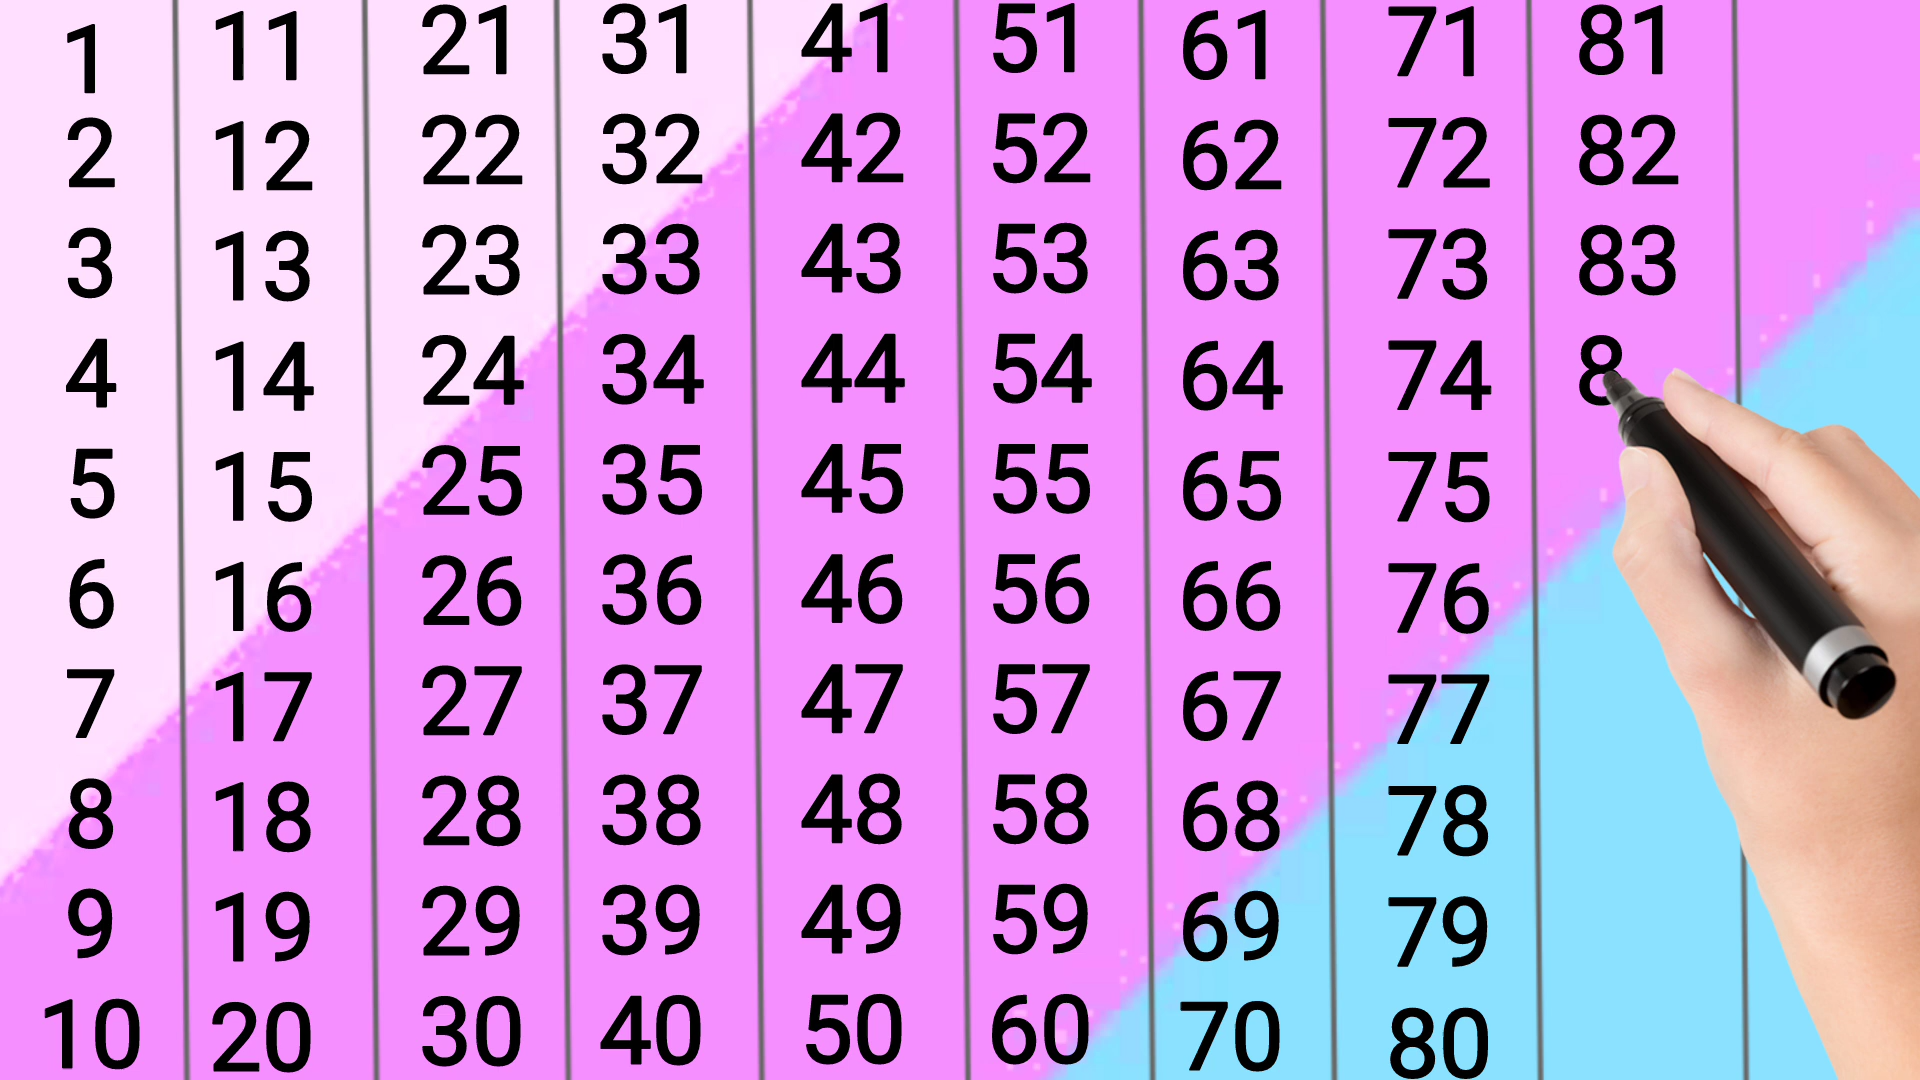 1 11 21 31 41 51 61 71 81
2 12 22 32 42 52 62 72 82
3 13 23 33 43 53 63 73 83
4 14 24 34 44 54 64 74 8
5 15 25 35 45 55 65 75
6 16 26 36 46 56 66 76
7 17 27 37 47 57 67 77
8 18 28 38 48 58 68 78
9 19 29 39 49 59 69 79
10 20 30 40 50 60 70 80